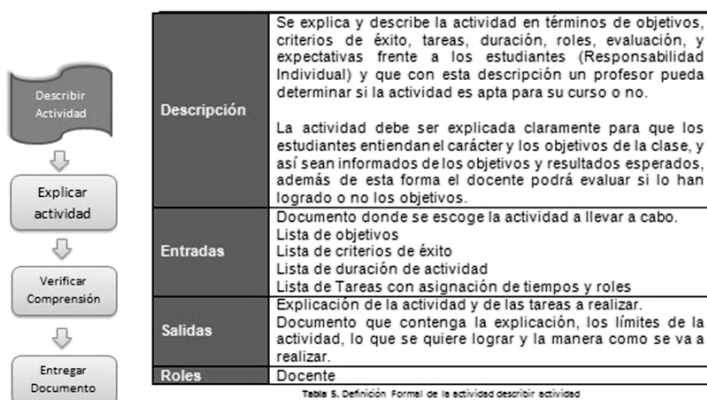 Describir
Actividad
Explicar
actividad
Verificar
Comprensión
Entregar
Documento
Descripción
Se explica y describe la actividad en términos de objetivos,
criterios de éxito, tareas, duración, roles, evaluación, y
expectativas frente a los estudiantes (Responsabilidad
Individual) y que con esta descripción un profesor pueda
determinar si la actividad es apta para su curso o no.
La actividad debe ser explicada claramente para que los
estudiantes entiendan el carácter y los objetivos de la clase, y
así sean informados de los objetivos y resultados esperados,
además de esta forma el docente podrá evaluar si lo han
logrado o no los objetivos.
Entradas
Documento donde se escoge la actividad a llevar a cabo.
Lista de objetivos
Lista de criterios de éxito
Lista de duración de actividad
Lista de Tareas con asignación de tiempos y roles
Salidas
Explicación de la actividad y de las tareas a realizar.
Documento que contenga la explicación, los límites de la
actividad, lo que se quiere lograr y la manera como se va a
realizar.
Roles
Docente
Tabla 5. Definición Formal de la actividad describir actividad